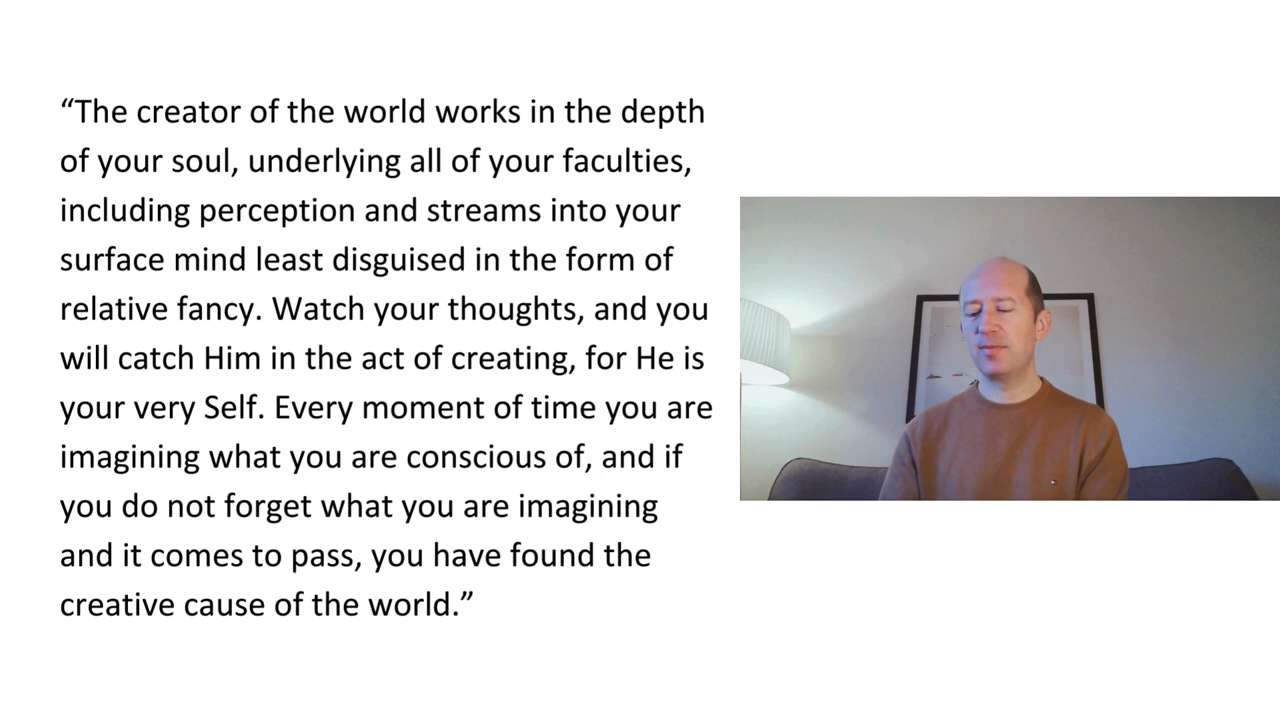 “The creator of the world works in the depth
of your soul, underlying all of your faculties,
including perception and streams into your
surface mind least disguised in the form of
relative fancy. Watch your thoughts, and you
will catch Him in the act of creating, for He is
your very Self. Every moment of time you are
imagining what you are conscious of, and if
you do not forget what you are imagining
and it comes to pass, you have found the
creative cause of the world.”